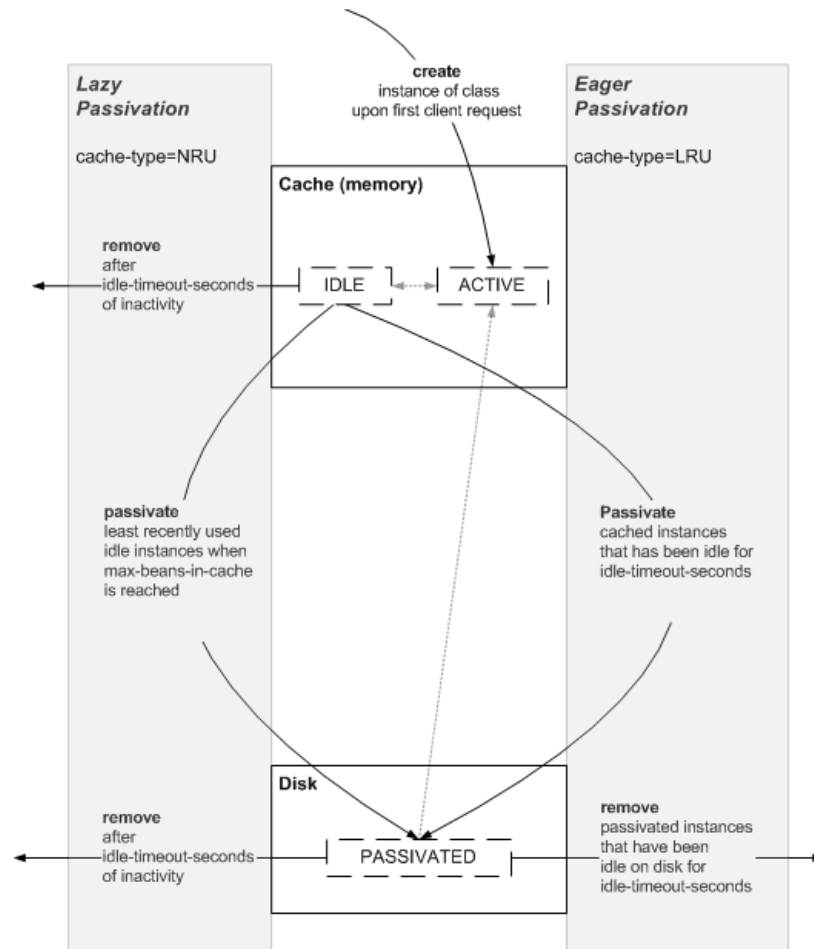 create
instance of class
upon first client request
Lazy
Passivation
cache-type=NRU
Eager
Passivation
cache-type=LRU
Cache (memory)
remove
after
idle-timeout-seconds
of inactivity
IDLE
ACTIVE
passivate
least recently used
idle instances when
max-beans-in-cache
is reached
Passivate
cached instances
that has been idle for
idle-timeout-seconds
Disk
remove
after
idle-timeout-seconds
of inactivity
PASSIVATED
remove
passivated instances
that have been
idle on disk for
idle-timeout-seconds